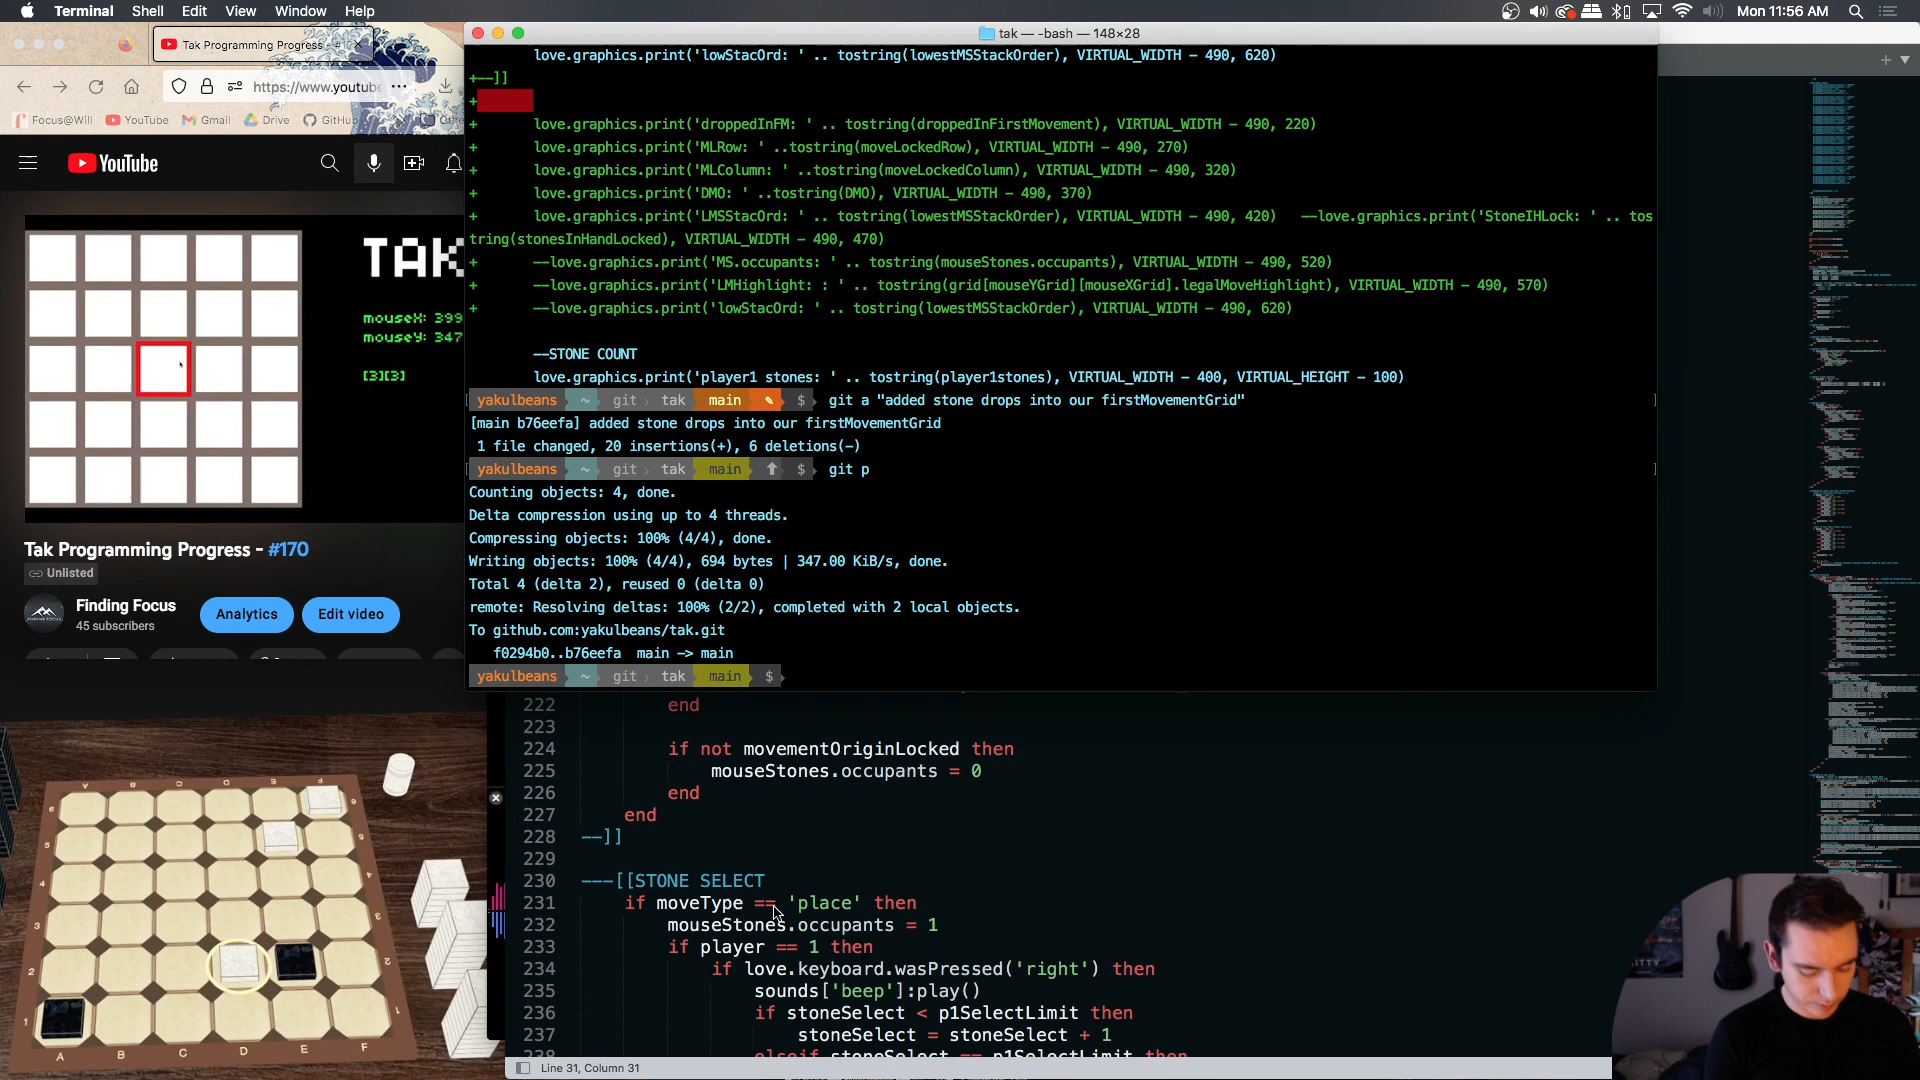 Terminal Shell Edit View Window Help
Mon 11:56 AM
Tak Programming Progress - #1
https://www.youtube
Focus@Will YouTube Gmail Drive GitHub
YouTube
TAK
mouseX: 399
mouseY: 347
[3][3]
Tak Programming Progress - #170
Unlisted
Finding Focus
45 subscribers
Analytics
Edit video
tak — -bash — 148×28
love.graphics.print('lowStacOrd: ' .. tostring(lowestMSStackOrder), VIRTUAL_WIDTH - 490, 620)
+--]]
+
+ love.graphics.print('droppedInFM: ' .. tostring(droppedInFirstMovement), VIRTUAL_WIDTH - 490, 220)
+ love.graphics.print('MLRow: ' ..tostring(moveLockedRow), VIRTUAL_WIDTH - 490, 270)
+ love.graphics.print('MLColumn: ' ..tostring(moveLockedColumn), VIRTUAL_WIDTH - 490, 320)
+ love.graphics.print('DMO: ' ..tostring(DMO), VIRTUAL_WIDTH - 490, 370)
+ love.graphics.print('LMSStacOrd: ' .. tostring(lowestMSStackOrder), VIRTUAL_WIDTH - 490, 420) --love.graphics.print('StoneIHLock: ' .. tos
tring(stonesInHandLocked), VIRTUAL_WIDTH - 490, 470)
+ --love.graphics.print('MS.occupants: ' .. tostring(mouseStones.occupants), VIRTUAL_WIDTH - 490, 520)
+ --love.graphics.print('LMHighlight: : ' .. tostring(grid[mouseYGrid][mouseXGrid].legalMoveHighlight), VIRTUAL_WIDTH - 490, 570)
+ --love.graphics.print('lowStacOrd: ' .. tostring(lowestMSStackOrder), VIRTUAL_WIDTH - 490, 620)
--STONE COUNT
love.graphics.print('player1 stones: ' .. tostring(player1stones), VIRTUAL_WIDTH - 400, VIRTUAL_HEIGHT - 100)
yakulbeans ~ git tak main ✎ $ git a "added stone drops into our firstMovementGrid"
[main b76eefa] added stone drops into our firstMovementGrid
1 file changed, 20 insertions(+), 6 deletions(-)
yakulbeans ~ git tak main ⬆ $ git p
Counting objects: 4, done.
Delta compression using up to 4 threads.
Compressing objects: 100% (4/4), done.
Writing objects: 100% (4/4), 694 bytes | 347.00 KiB/s, done.
Total 4 (delta 2), reused 0 (delta 0)
remote: Resolving deltas: 100% (2/2), completed with 2 local objects.
To github.com:yakulbeans/tak.git
f0294b0..b76eefa main -> main
yakulbeans ~ git tak main $
222 end
223
224 if not movementOriginLocked then
225 mouseStones.occupants = 0
226 end
227 end
228 --]]
229
230 ---[[STONE SELECT
231 if moveType == 'place' then
232 mouseStones.occupants = 1
233 if player == 1 then
234 if love.keyboard.wasPressed('right') then
235 sounds['beep']:play()
236 if stoneSelect < p1SelectLimit then
237 stoneSelect = stoneSelect + 1
238 elseif stoneSelect == p1SelectLimit then
Line 31, Column 31
A B C D E F
1 2 3 4 5 6